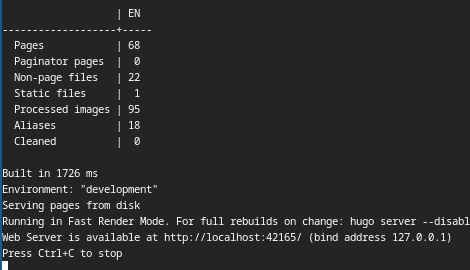 | EN
-------------------+-----
Pages | 68
Paginator pages | 0
Non-page files | 22
Static files | 1
Processed images | 95
Aliases | 18
Cleaned | 0
Built in 1726 ms
Environment: "development"
Serving pages from disk
Running in Fast Render Mode. For full rebuilds on change: hugo server --disabl
Web Server is available at http://localhost:42165/ (bind address 127.0.0.1)
Press Ctrl+C to stop